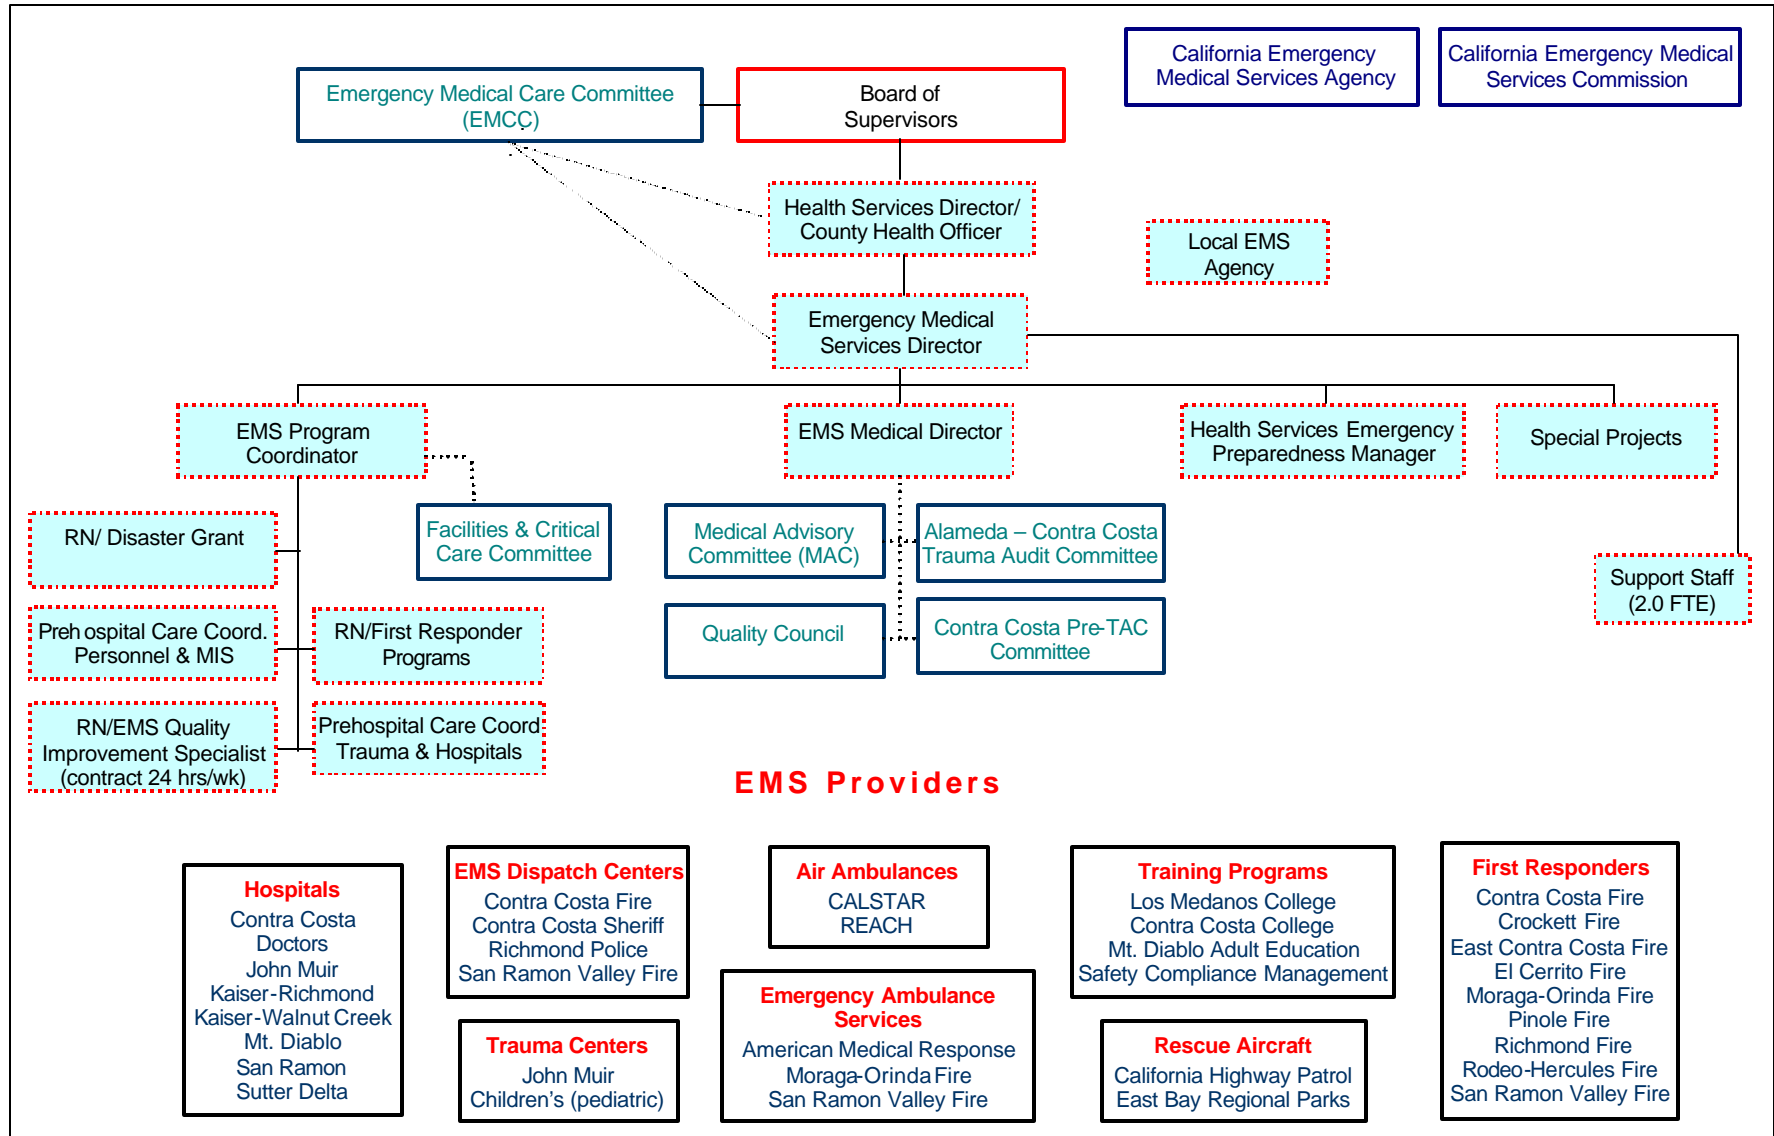 California Emergency
Medical Services Agency
California Emergency Medical
Services Commission
Emergency Medical Care Committee
(EMCC)
Board of
Supervisors
Health Services Director/
County Health Officer
Local EMS
Agency
Emergency Medical
Services Director
EMS Program
Coordinator
EMS Medical Director
Health Services Emergency
Preparedness Manager
Special Projects
RN/ Disaster Grant
Facilities & Critical
Care Committee
Medical Advisory
Committee (MAC)
Alameda – Contra Costa
Trauma Audit Committee
Support Staff
(2.0 FTE)
Prehospital Care Coord.
Personnel & MIS
RN/First Responder
Programs
Quality Council
Contra Costa Pre-TAC
Committee
RN/EMS Quality
Improvement Specialist
(contract 24 hrs/wk)
Prehospital Care Coord
Trauma & Hospitals
EMS Providers
Hospitals
Contra Costa
Doctors
John Muir
Kaiser-Richmond
Kaiser-Walnut Creek
Mt. Diablo
San Ramon
Sutter Delta
EMS Dispatch Centers
Contra Costa Fire
Contra Costa Sheriff
Richmond Police
San Ramon Valley Fire
Trauma Centers
John Muir
Children's (pediatric)
Air Ambulances
CALSTAR
REACH
Emergency Ambulance
Services
American Medical Response
Moraga-Orinda Fire
San Ramon Valley Fire
Training Programs
Los Medanos College
Contra Costa College
Mt. Diablo Adult Education
Safety Compliance Management
Rescue Aircraft
California Highway Patrol
East Bay Regional Parks
First Responders
Contra Costa Fire
Crockett Fire
East Contra Costa Fire
El Cerrito Fire
Moraga-Orinda Fire
Pinole Fire
Richmond Fire
Rodeo-Hercules Fire
San Ramon Valley Fire